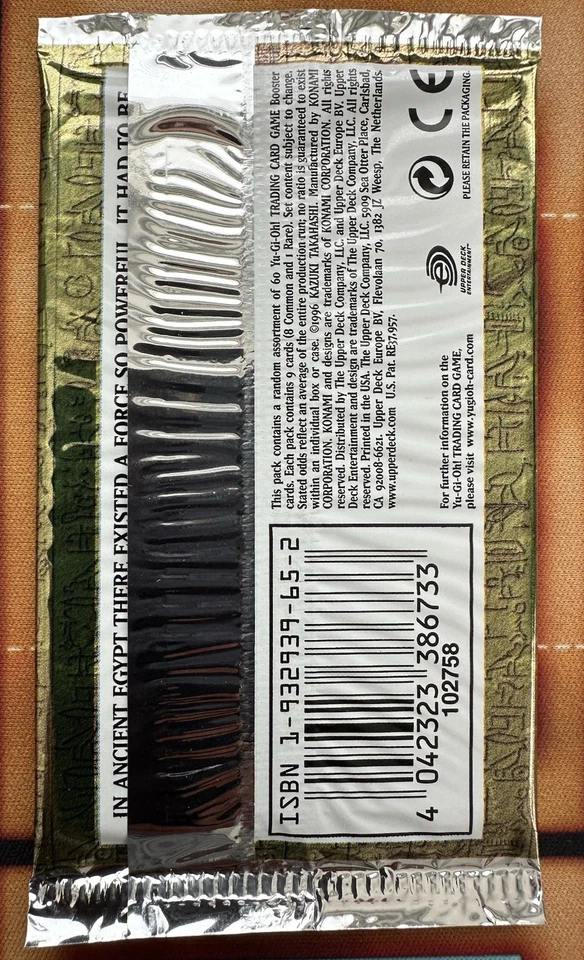 IN ANCIENT EGYPT THERE EXISTED A FORCE SO POWERFUL, IT HAD TO BE
This pack contains a random assortment of 60 Yu-Gi-Oh! TRADING CARD GAME Booster
cards. Each pack contains 9 cards (8 Common and 1 Rare). Set content subject to change.
Stated odds reflect an average of the entire production run; no ratio is guaranteed to exist
within an individual box or case. ©1996 KAZUKI TAKAHASHI. Manufactured by KONAMI
CORPORATION. KONAMI and designs are trademarks of KONAMI CORPORATION. All rights
reserved. Distributed by The Upper Deck Company, LLC. and Upper Deck Europe BV. Upper
Deck Entertainment and design are trademarks of The Upper Deck Company, LLC. All rights
reserved. Printed in the USA. The Upper Deck Company, LLC. 5909 Sea Otter Place, Carlsbad,
CA 92008-6621. Upper Deck Europe BV, Flevolaan 70, 1382 JZ Weesp, The Netherlands.
www.upperdeck.com U.S. Pat. RE37,957.
For further information on the
Yu-Gi-Oh! TRADING CARD GAME,
please visit www.yugioh-card.com
UPPER DECK
ENTERTAINMENT
CE
PLEASE RETAIN THE PACKAGING.
ISBN 1-932939-65-2
4 042323 386733
102758